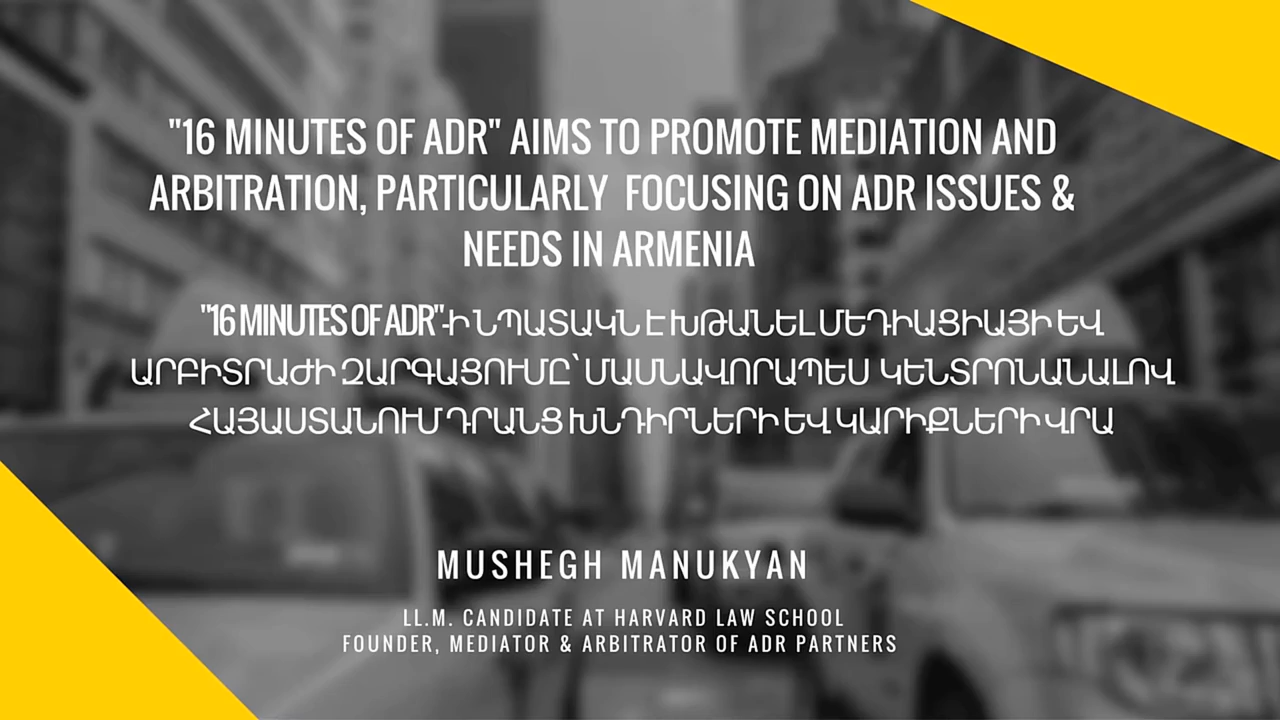 "16 MINUTES OF ADR" AIMS TO PROMOTE MEDIATION AND
ARBITRATION, PARTICULARLY FOCUSING ON ADR ISSUES &
NEEDS IN ARMENIA
"16 MINUTES OF ADR"-Ի ՆՊԱՏԱԿՆ Է ԽԹԱՆԵԼ ՄԵԴԻԱՑԻԱՅԻ ԵՎ
ԱՐԲԻՏՐԱԺԻ ԶԱՐԳԱՑՈՒՄԸ՝ ՄԱՍՆԱՎՈՐԱՊԵՍ ԿԵՆՏՐՈՆԱՆԱԼՈՎ
ՀԱՅԱՍՏԱՆՈՒՄ ԴՐԱՆՑ ԽՆԴԻՐՆԵՐԻ ԵՎ ԿԱՐԻՔՆԵՐԻ ՎՐԱ
MUSHEGH MANUKYAN
LL.M. CANDIDATE AT HARVARD LAW SCHOOL
FOUNDER, MEDIATOR & ARBITRATOR OF ADR PARTNERS